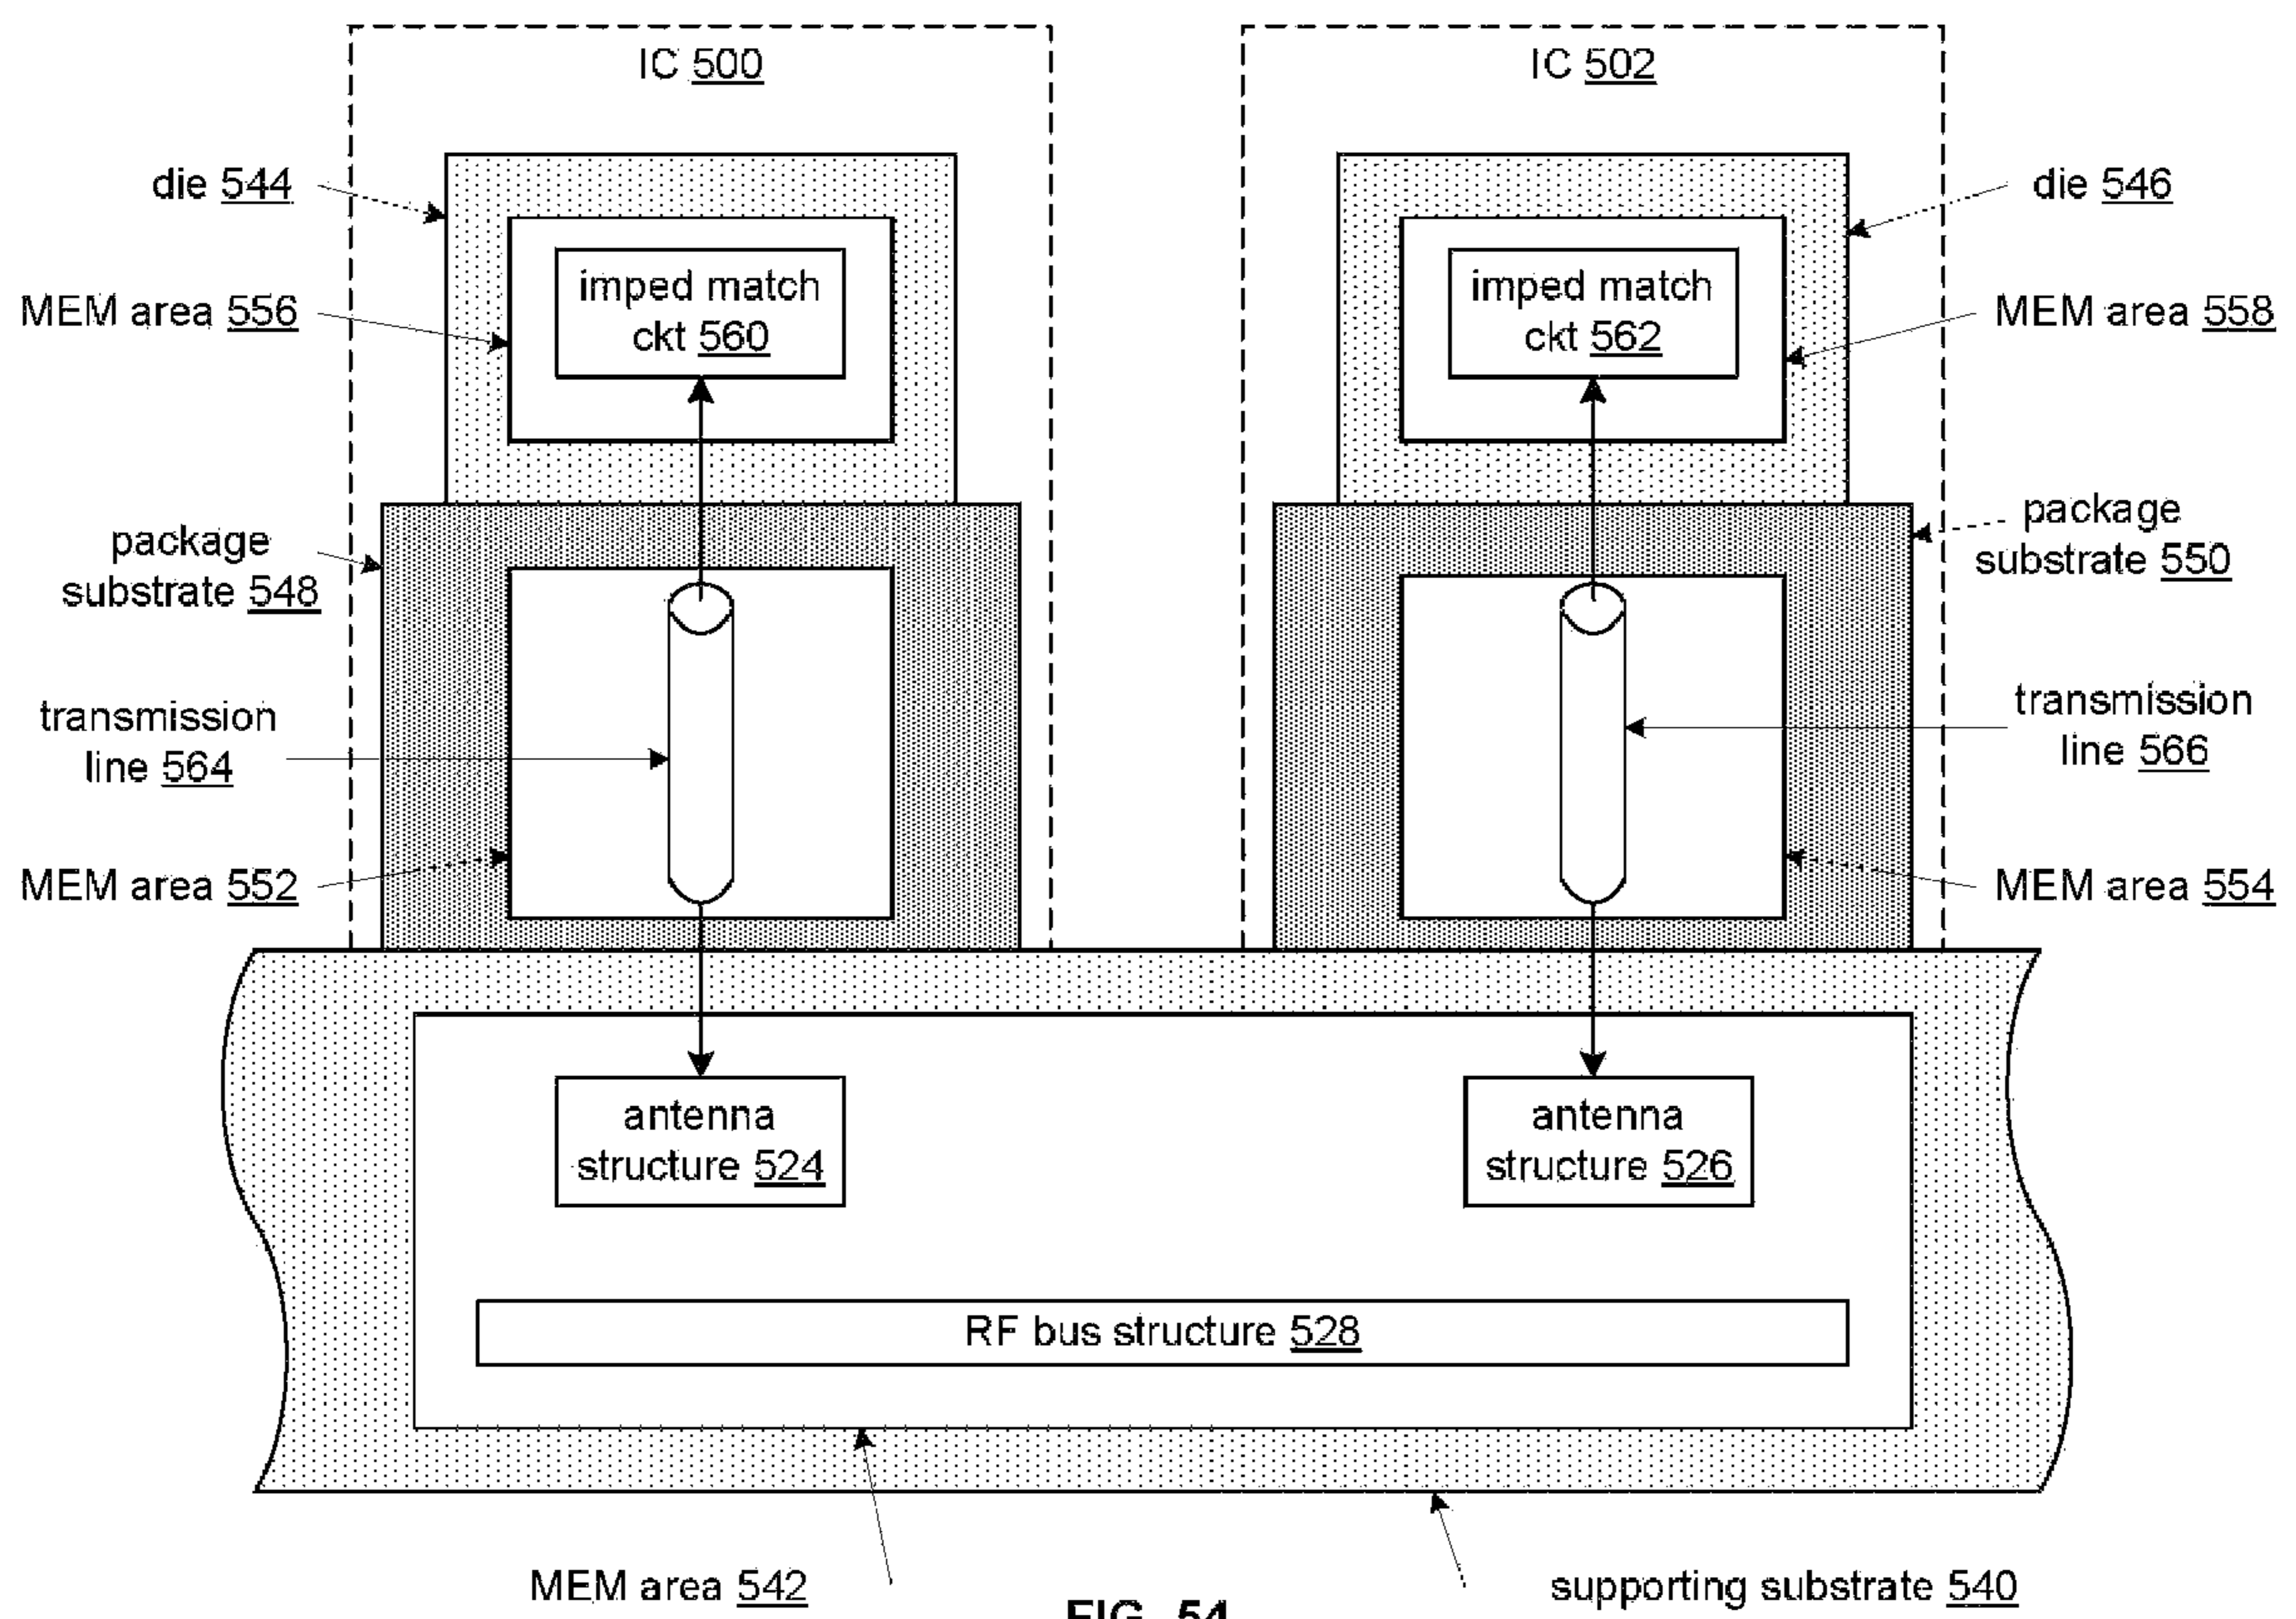 IC 500
IC 502
die 544
die 546
imped match
ckt 560
imped match
ckt 562
MEM area 556
MEM area 558
package
substrate 548
package
substrate 550
transmission
line 564
transmission
line 566
MEM area 552
MEM area 554
antenna
structure 524
antenna
structure 526
RF bus structure 528
MEM area 542
supporting substrate 540
FIG. 54